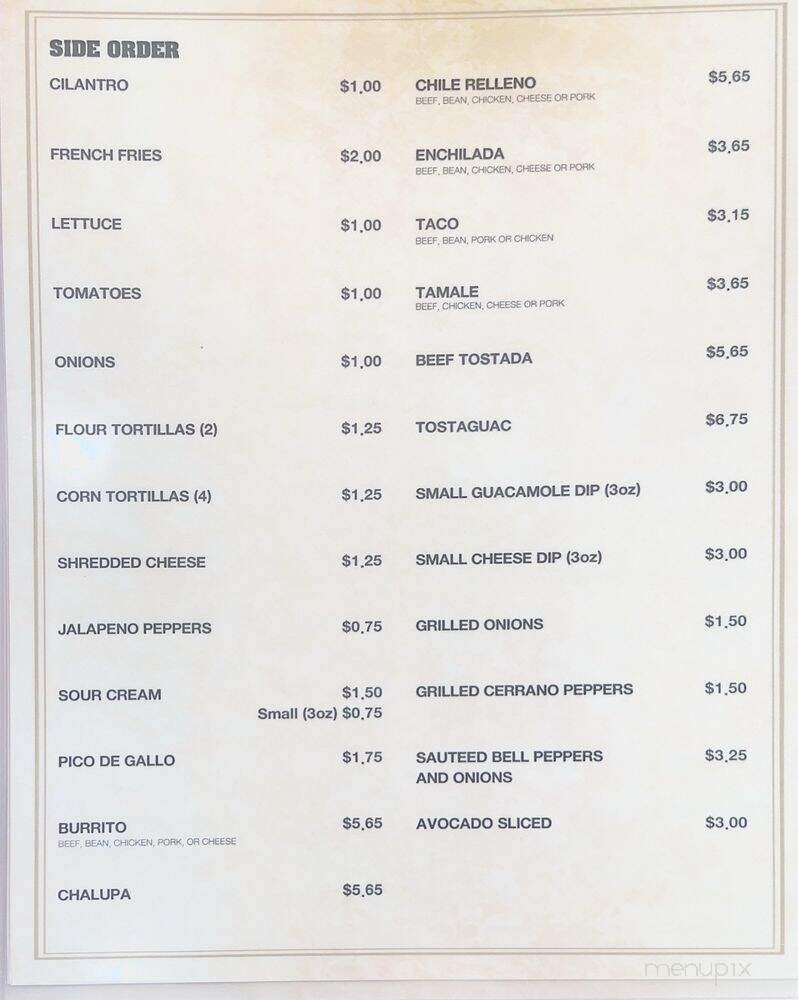 SIDE ORDER
CILANTRO $1.00
FRENCH FRIES $2.00
LETTUCE $1.00
TOMATOES $1.00
ONIONS $1.00
FLOUR TORTILLAS (2) $1.25
CORN TORTILLAS (4) $1.25
SHREDDED CHEESE $1.25
JALAPENO PEPPERS $0.75
SOUR CREAM $1.50
Small (3oz) $0.75
PICO DE GALLO $1.75
BURRITO $5.65
BEEF, BEAN, CHICKEN, PORK, OR CHEESE
CHALUPA $5.65
CHILE RELLENO $5.65
BEEF, BEAN, CHICKEN, CHEESE OR PORK
ENCHILADA $3.65
BEEF, BEAN, CHICKEN, CHEESE OR PORK
TACO $3.15
BEEF, BEAN, PORK OR CHICKEN
TAMALE $3.65
BEEF, CHICKEN, CHEESE OR PORK
BEEF TOSTADA $5.65
TOSTAGUAC $6.75
SMALL GUACAMOLE DIP (3oz) $3.00
SMALL CHEESE DIP (3oz) $3.00
GRILLED ONIONS $1.50
GRILLED CERRANO PEPPERS $1.50
SAUTEED BELL PEPPERS $3.25
AND ONIONS
AVOCADO SLICED $3.00
menupix